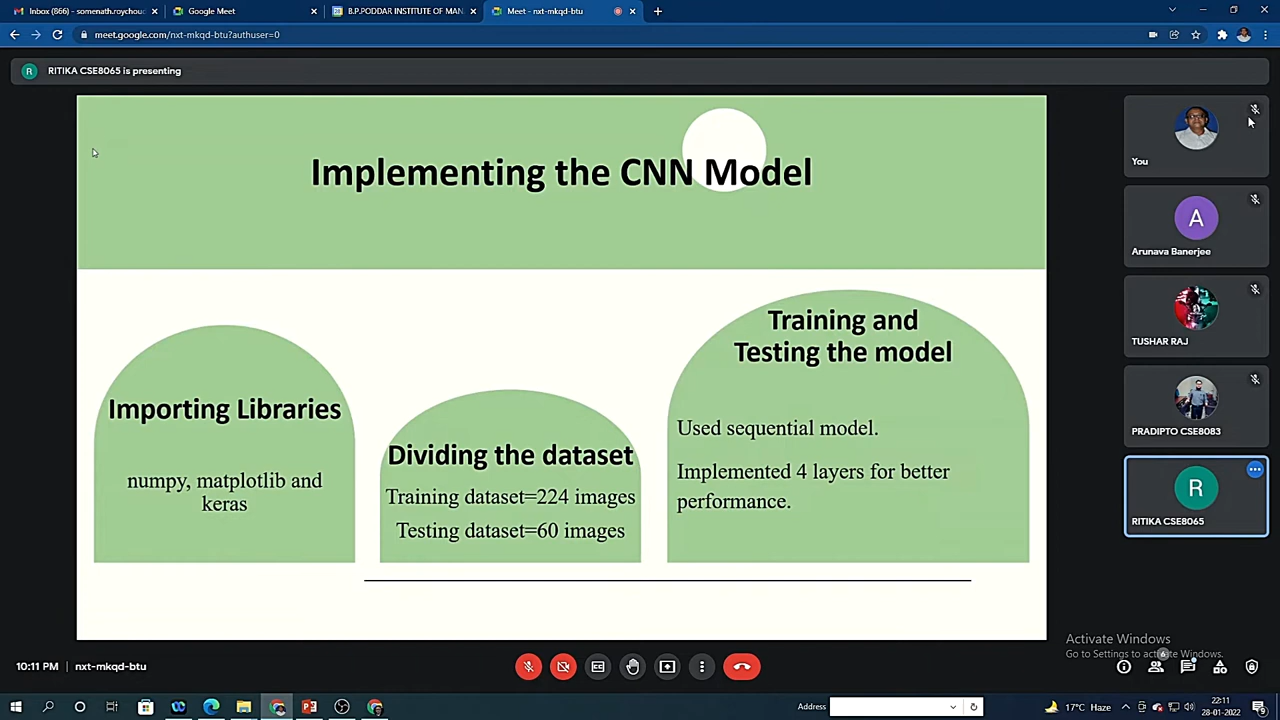 Inbox (866) - somenath.roychouc
Google Meet
B.P.PODDAR INSTITUTE OF MAN
Meet - nxt-mkqd-btu
meet.google.com/nxt-mkqd-btu?authuser=0
R RITIKA CSE8065 is presenting
Implementing the CNN Model
Importing Libraries
numpy, matplotlib and
keras
Dividing the dataset
Training dataset=224 images
Testing dataset=60 images
Training and
Testing the model
Used sequential model.
Implemented 4 layers for better
performance.
You
A
Arunava Banerjee
TUSHAR RAJ
PRADIPTO CSE8083
R
RITIKA CSE8065
Activate Windows
Go to Settings to activate Windows.
10:11 PM | nxt-mkqd-btu
6
Address
17°C Haze
22:11
28-01-2022